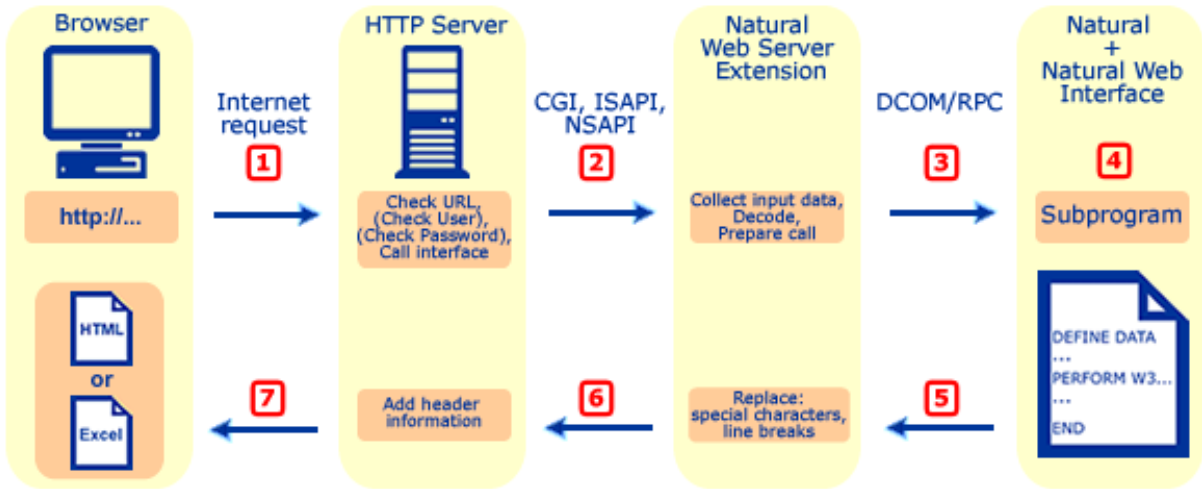 Browser
http://...
HTML
or
Excel
Internet
request
1
7
HTTP Server
Check URL,
(Check User),
(Check Password),
Call interface
Add header
information
CGI, ISAPI,
NSAPI
2
6
Natural
Web Server
Extension
Collect input data,
Decode,
Prepare call
Replace:
special characters,
line breaks
DCOM/RPC
3
5
Natural
+
Natural Web
Interface
4
Subprogram
DEFINE DATA
...
PERFORM W3...
...
END